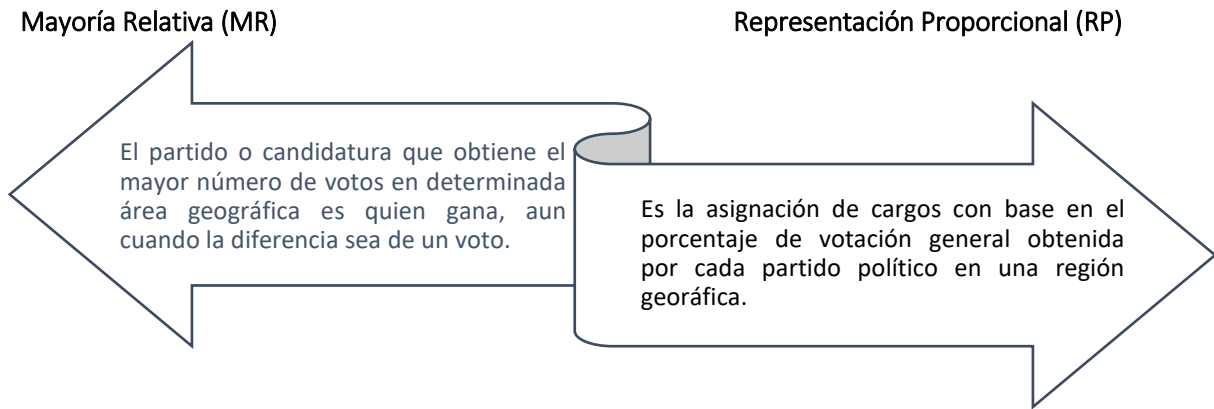 Mayoría Relativa (MR)
Representación Proporcional (RP)
El partido o candidatura que obtiene el
mayor número de votos en determinada
área geográfica es quien gana, aun
cuando la diferencia sea de un voto.
Es la asignación de cargos con base en el
porcentaje de votación general obtenida
por cada partido político en una región
georáfica.